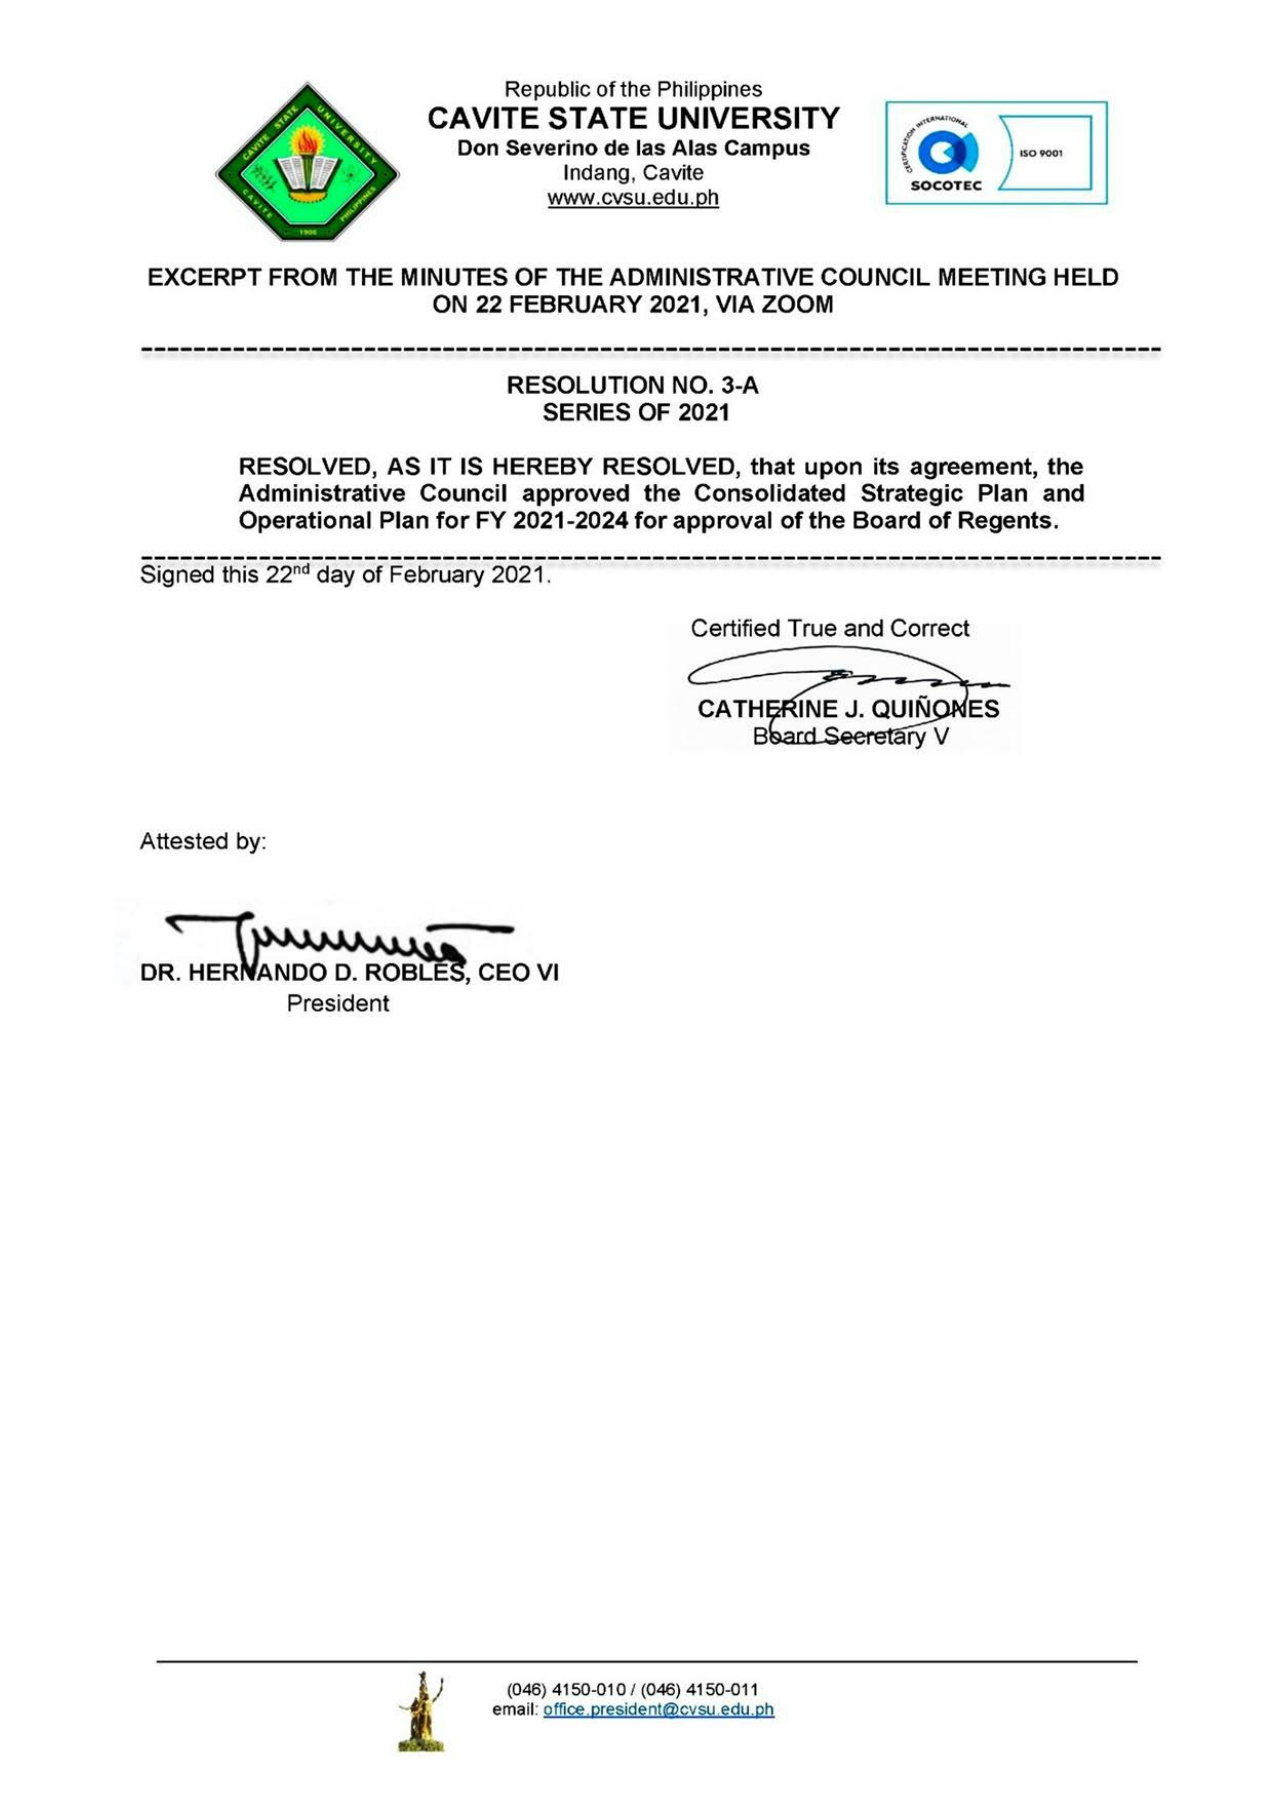 Republic of the Philippines
CAVITE STATE UNIVERSITY
Don Severino de las Alas Campus
Indang, Cavite
www.cvsu.edu.ph
CAVITE STATE UNIVERSITY
CAVITE PHILIPPINES
1906
CERTIFICATION INTERNATIONAL
SOCOTEC
ISO 9001
EXCERPT FROM THE MINUTES OF THE ADMINISTRATIVE COUNCIL MEETING HELD
ON 22 FEBRUARY 2021, VIA ZOOM
RESOLUTION NO. 3-A
SERIES OF 2021
RESOLVED, AS IT IS HEREBY RESOLVED, that upon its agreement, the
Administrative Council approved the Consolidated Strategic Plan and
Operational Plan for FY 2021-2024 for approval of the Board of Regents.
Signed this 22nd day of February 2021.
Certified True and Correct
CATHERINE J. QUIÑONES
Board Secretary V
Attested by:
DR. HERNANDO D. ROBLES, CEO VI
President
(046) 4150-010 / (046) 4150-011
email: office.president@cvsu.edu.ph